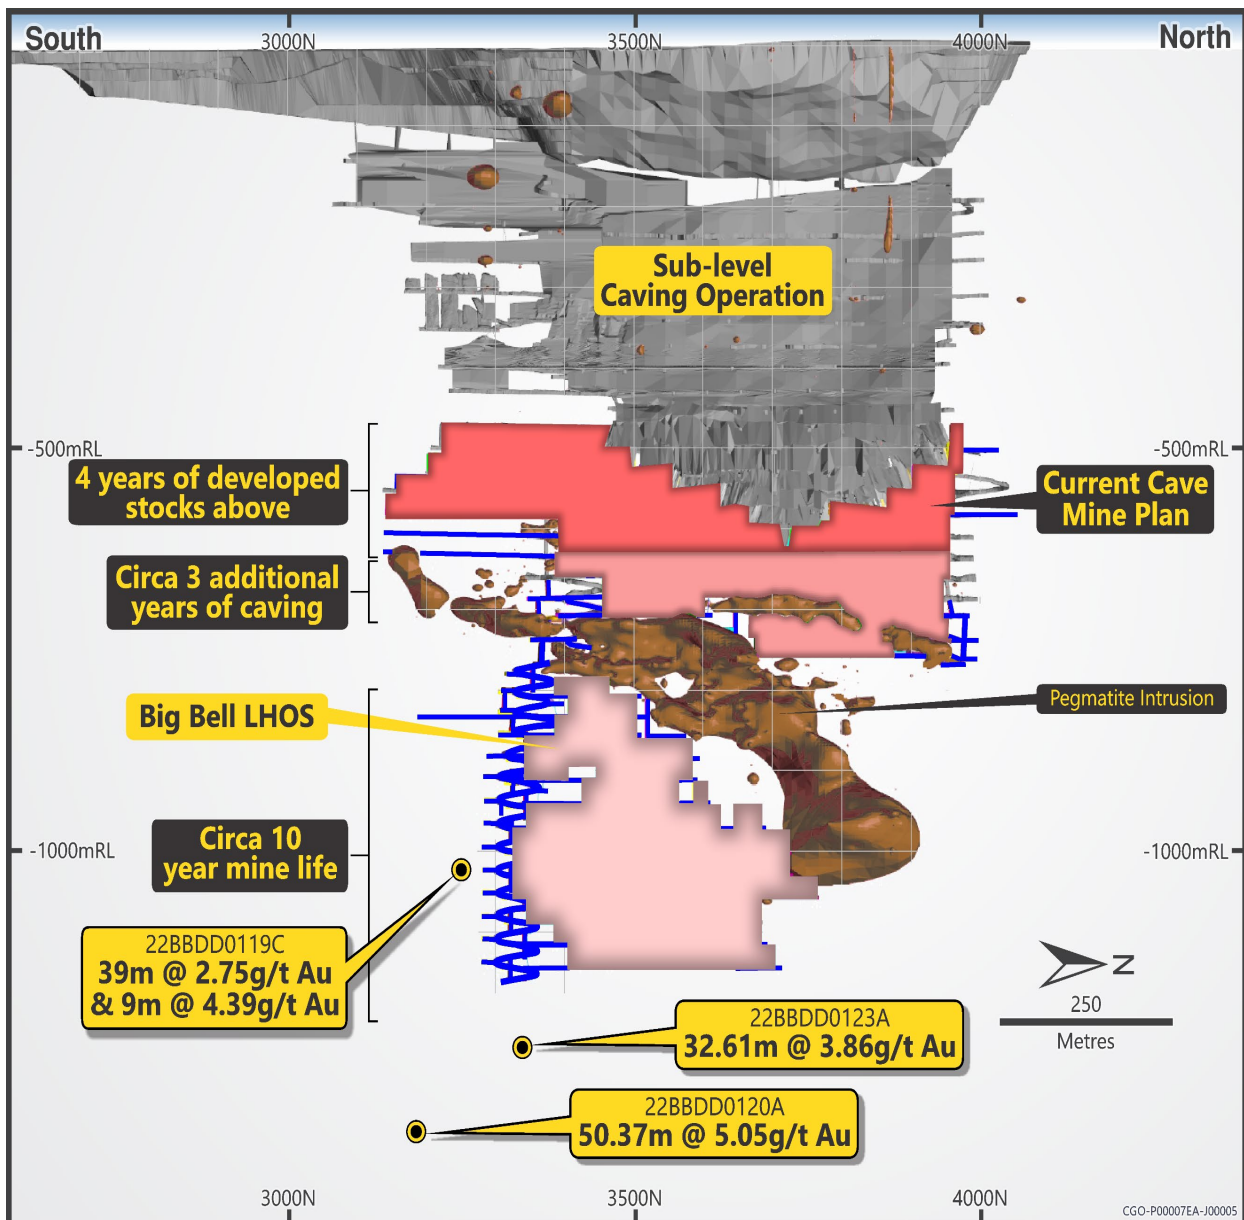 South
3000N
3500N
4000N
North
Sub-level
Caving Operation
-500mRL
-500mRL
4 years of developed
stocks above
Current Cave
Mine Plan
Circa 3 additional
years of caving
Big Bell LHOS
Pegmatite Intrusion
Circa 10
year mine life
-1000mRL
-1000mRL
22BBDD0119C
39m @ 2.75g/t Au
& 9m @ 4.39g/t Au
N
250
Metres
22BBDD0123A
32.61m @ 3.86g/t Au
22BBDD0120A
50.37m @ 5.05g/t Au
3000N
3500N
4000N
CGO-P00007EA-J00005